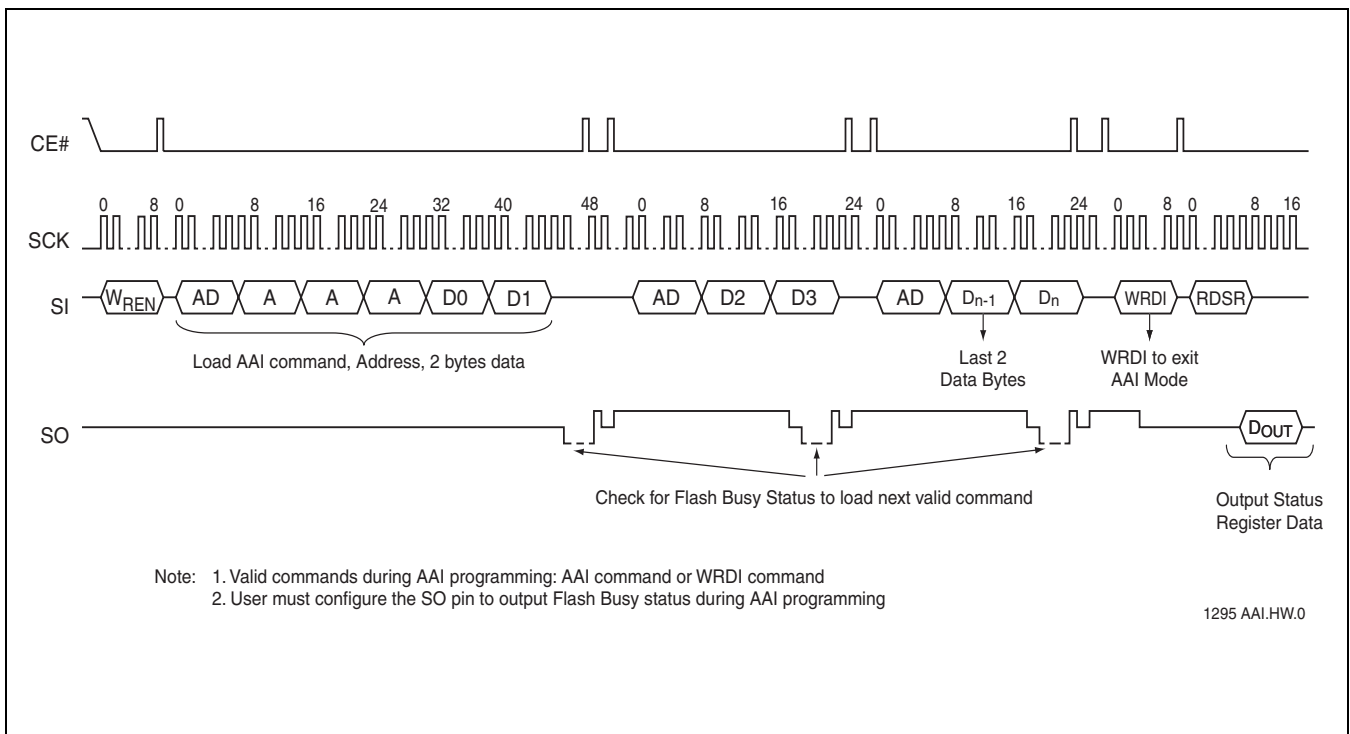 CE#
0 8 0 8 16 24 32 40 48 0 8 16 24 0 8 16 24 0 8 0 8 16
SCK
SI WREN AD A A A D0 D1 AD D2 D3 AD Dn-1 Dn WRDI RDSR
Load AAI command, Address, 2 bytes data
Last 2
Data Bytes
WRDI to exit
AAI Mode
SO DOUT
Check for Flash Busy Status to load next valid command
Output Status
Register Data
Note: 1. Valid commands during AAI programming: AAI command or WRDI command
2. User must configure the SO pin to output Flash Busy status during AAI programming
1295 AAI.HW.0